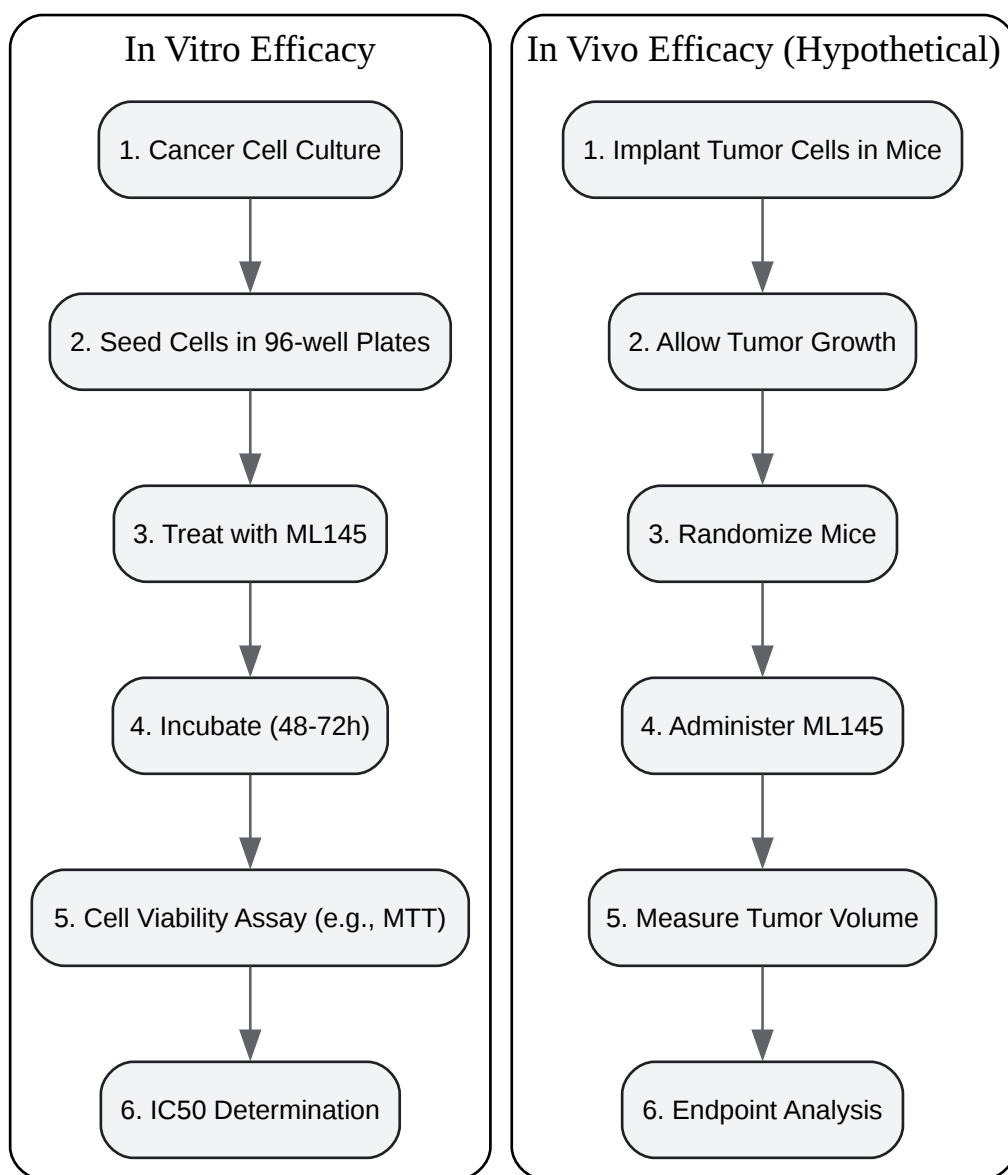 In Vitro Efficacy
1. Cancer Cell Culture
2. Seed Cells in 96-well Plates
3. Treat with ML145
4. Incubate (48-72h)
5. Cell Viability Assay (e.g., MTT)
6. IC50 Determination
In Vivo Efficacy (Hypothetical)
1. Implant Tumor Cells in Mice
2. Allow Tumor Growth
3. Randomize Mice
4. Administer ML145
5. Measure Tumor Volume
6. Endpoint Analysis